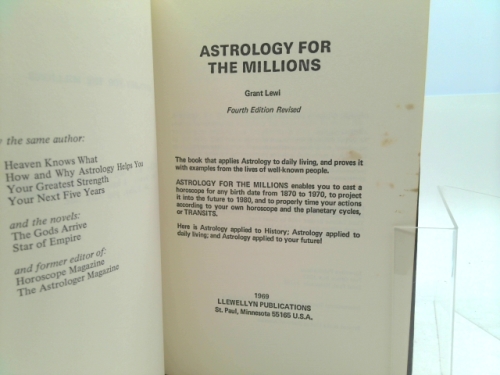 the same author:
Heaven Knows What
How and Why Astrology Helps You
Your Greatest Strength
Your Next Five Years
and the novels:
The Gods Arrive
Star of Empire
and former editor of:
Horoscope Magazine
The Astrologer Magazine
ASTROLOGY FOR
THE MILLIONS
Grant Lewi
Fourth Edition Revised
The book that applies Astrology to daily living, and proves it
with examples from the lives of well-known people.
ASTROLOGY FOR THE MILLIONS enables you to cast a
horoscope for any birth date from 1870 to 1970, to project
it into the future to 1980, and to properly time your actions
according to your own horoscope and the planetary cycles,
or TRANSITS.
Here is Astrology applied to History; Astrology applied to
daily living; and Astrology applied to your future!
1969
LLEWELLYN PUBLICATIONS
St. Paul, Minnesota 55165 U.S.A.